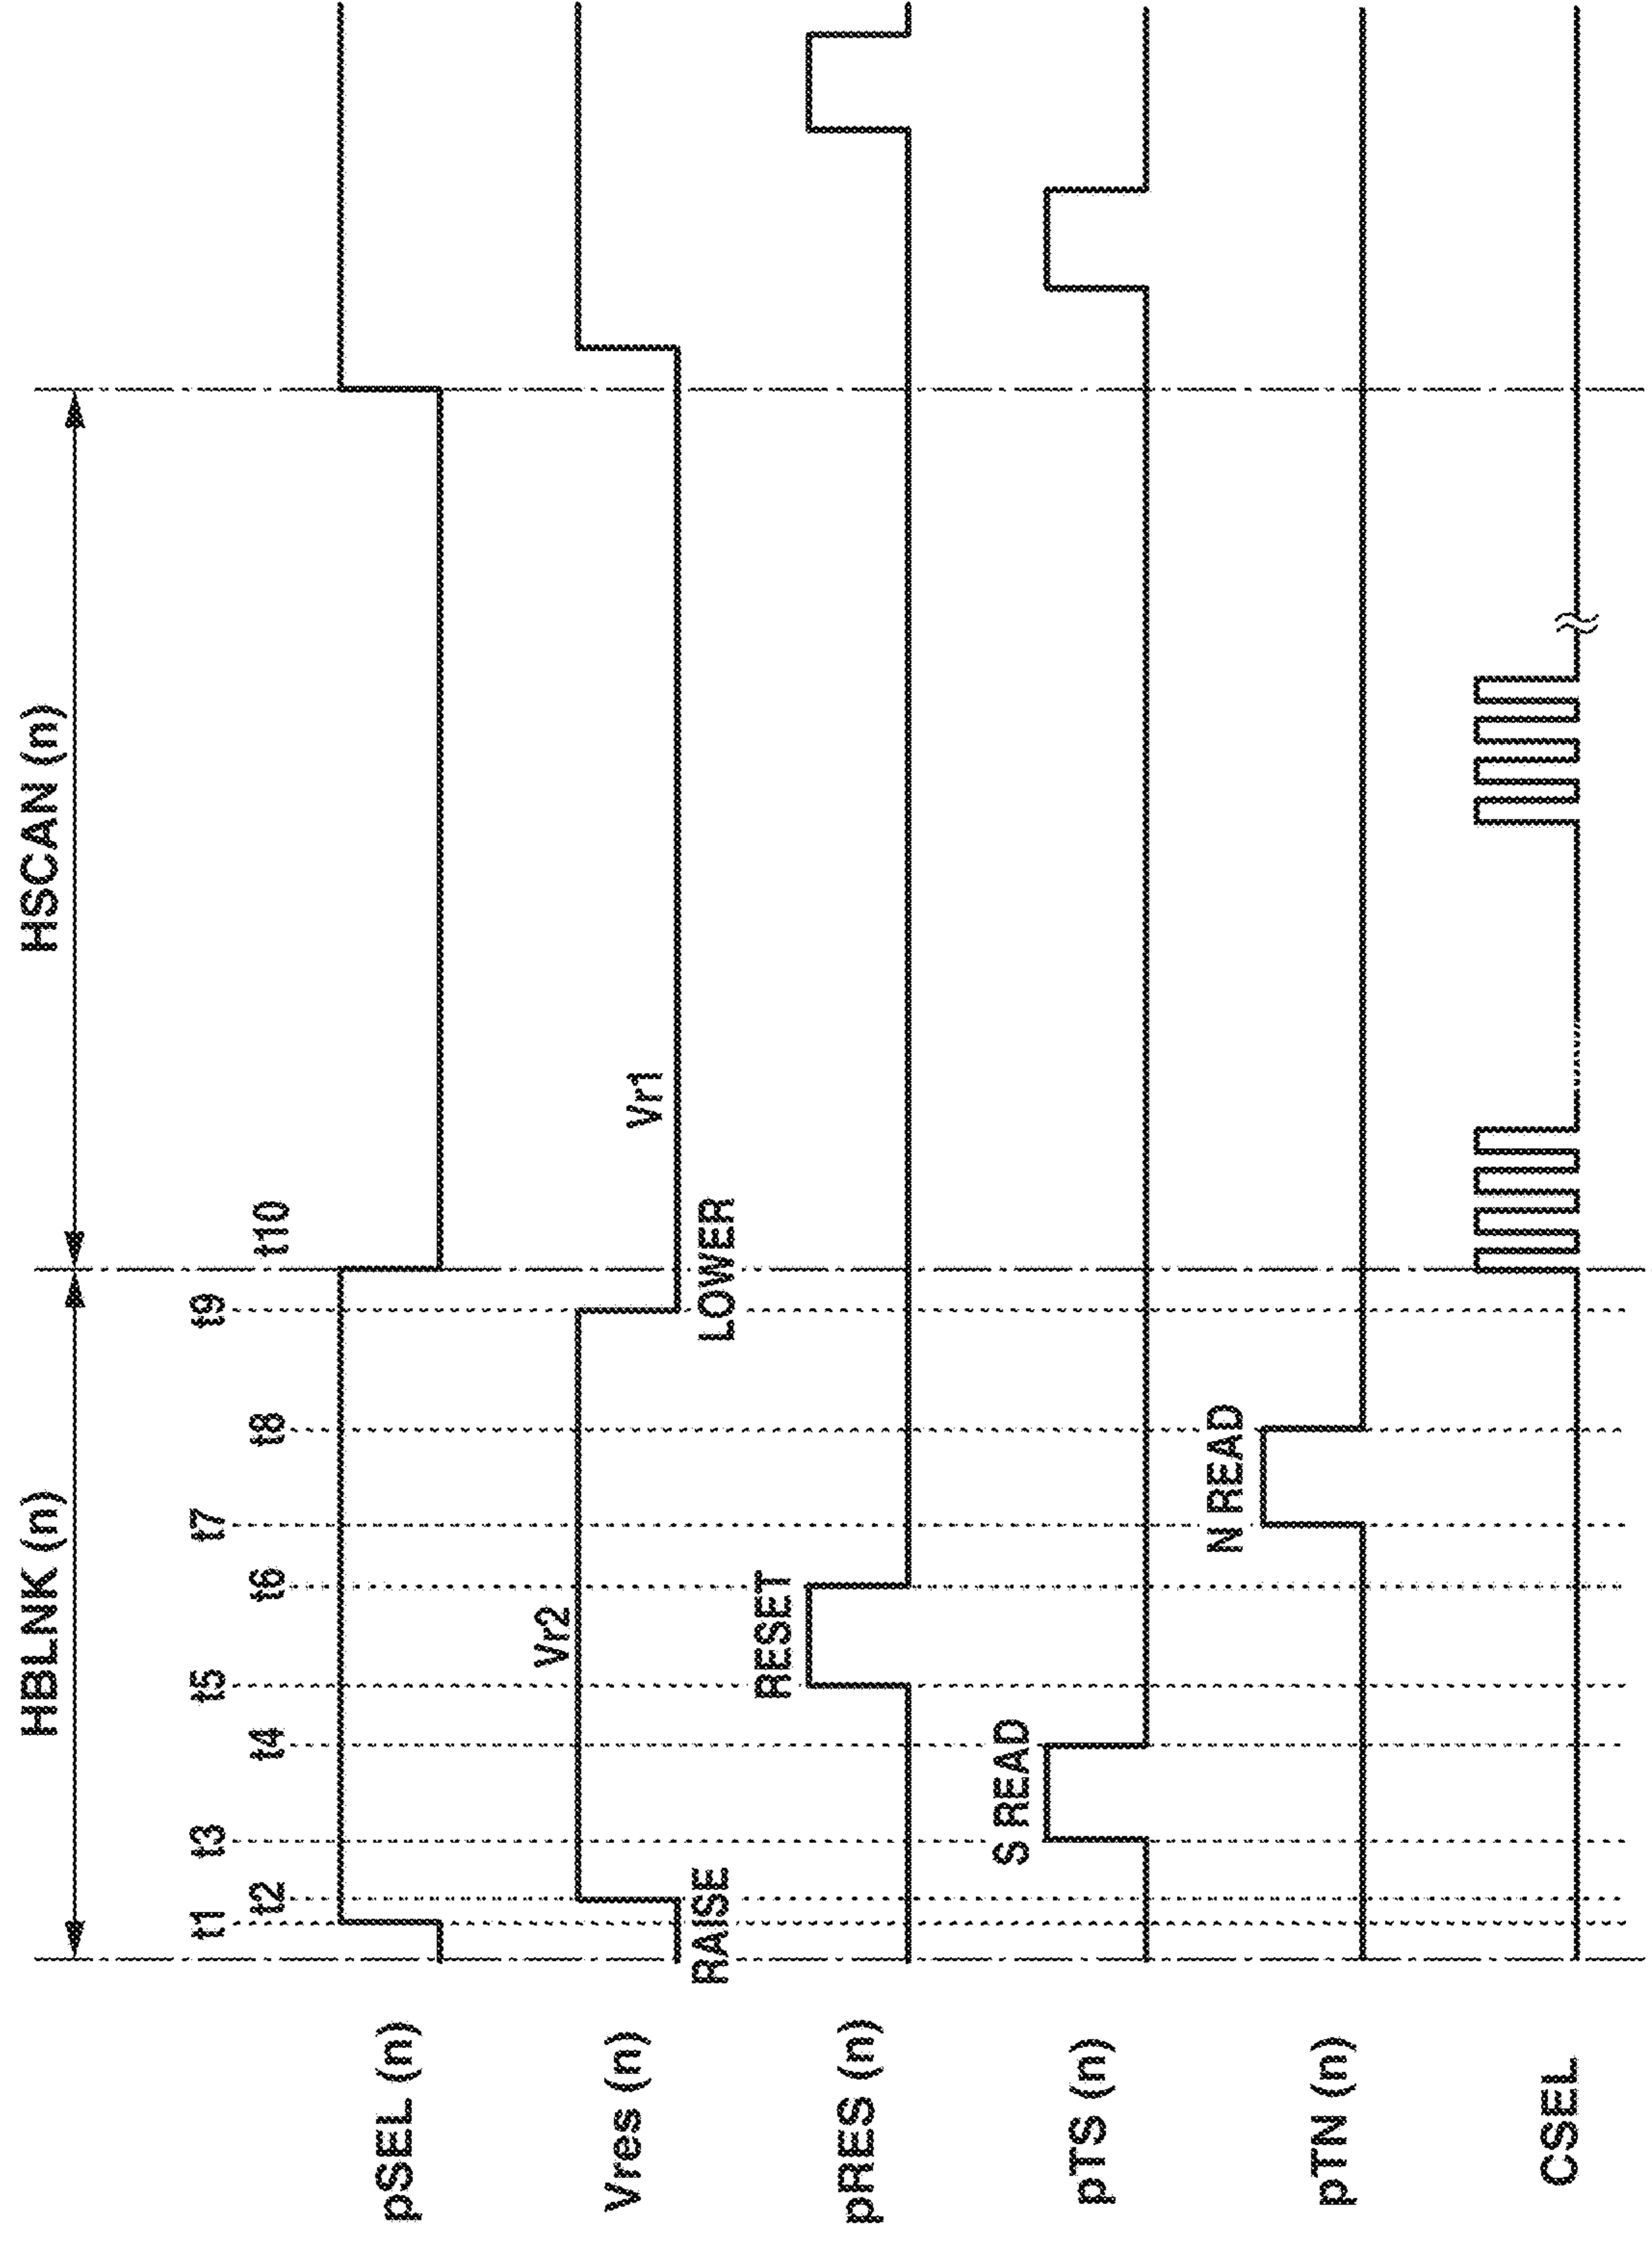 HBLNK (n)
HSCAN (n)
t1
t2
t3
t4
t5
t6
t7
t8
t9
t10
pSEL (n)
Vres (n)
Vr2
Vr1
RAISE
LOWER
pRES (n)
RESET
pTS (n)
S READ
pTN (n)
N READ
CSEL